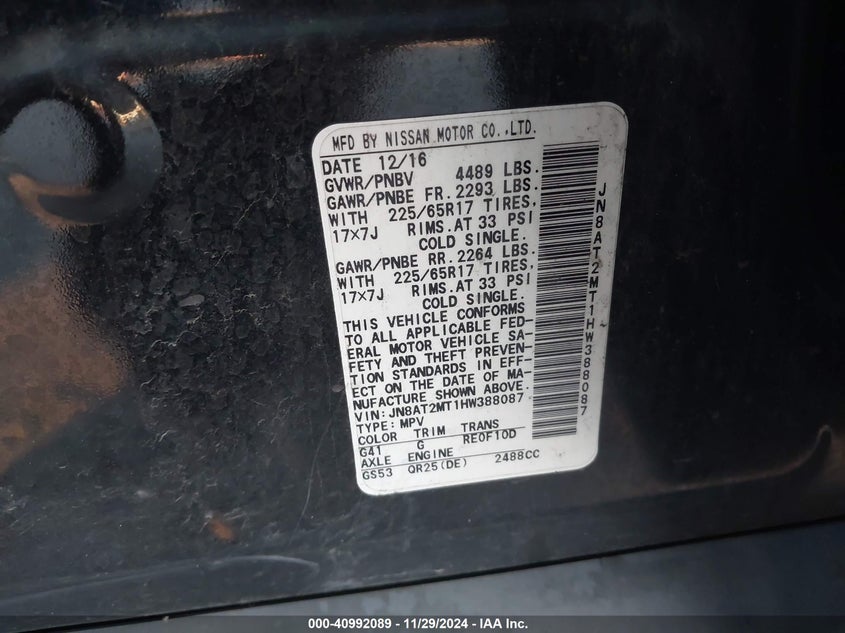 MFD BY NISSAN MOTOR CO.,LTD.
DATE 12/16
GVWR/PNBV 4489 LBS.
GAWR/PNBE FR. 2293 LBS.
WITH 225/65R17 TIRES,
17×7J RIMS.AT 33 PSI
COLD SINGLE.
GAWR/PNBE RR. 2264 LBS.
WITH 225/65R17 TIRES,
17×7J RIMS.AT 33 PSI
COLD SINGLE.
THIS VEHICLE CONFORMS
TO ALL APPLICABLE FED-
ERAL MOTOR VEHICLE SA-
FETY AND THEFT PREVEN-
TION STANDARDS IN EFF-
ECT ON THE DATE OF MA-
NUFACTURE SHOWN ABOVE.
VIN: JN8AT2MT1HW388087
TYPE: MPV
COLOR TRIM TRANS
G41 G RE0F10D
AXLE ENGINE
GS53 QR25(DE) 2488CC
JN8AT2MT1HW388087
000-40992089 - 11/29/2024 - IAA Inc.